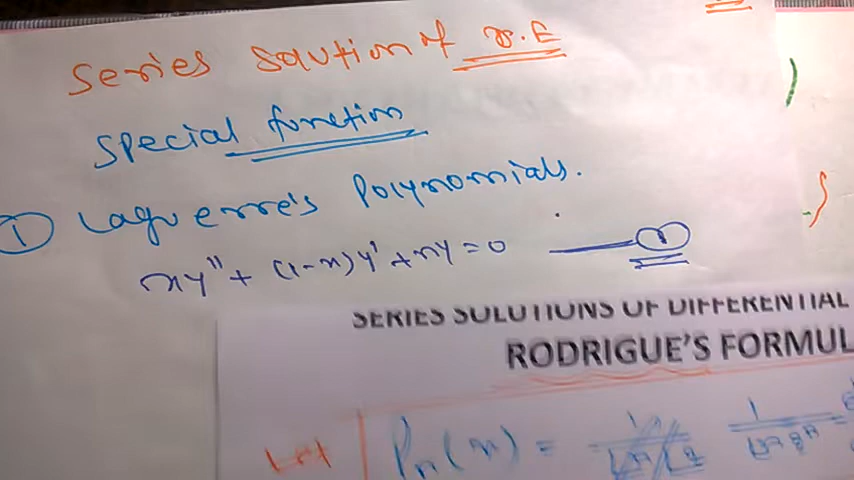 Series Solution of D.E
Special function
① Laguerre's Polynomials.
xy" + (1-x)y' + ny = 0 ①
SERIES SOLUTIONS OF DIFFERENTIAL
RODRIGUE'S FORMUL
Let Pn(x) =